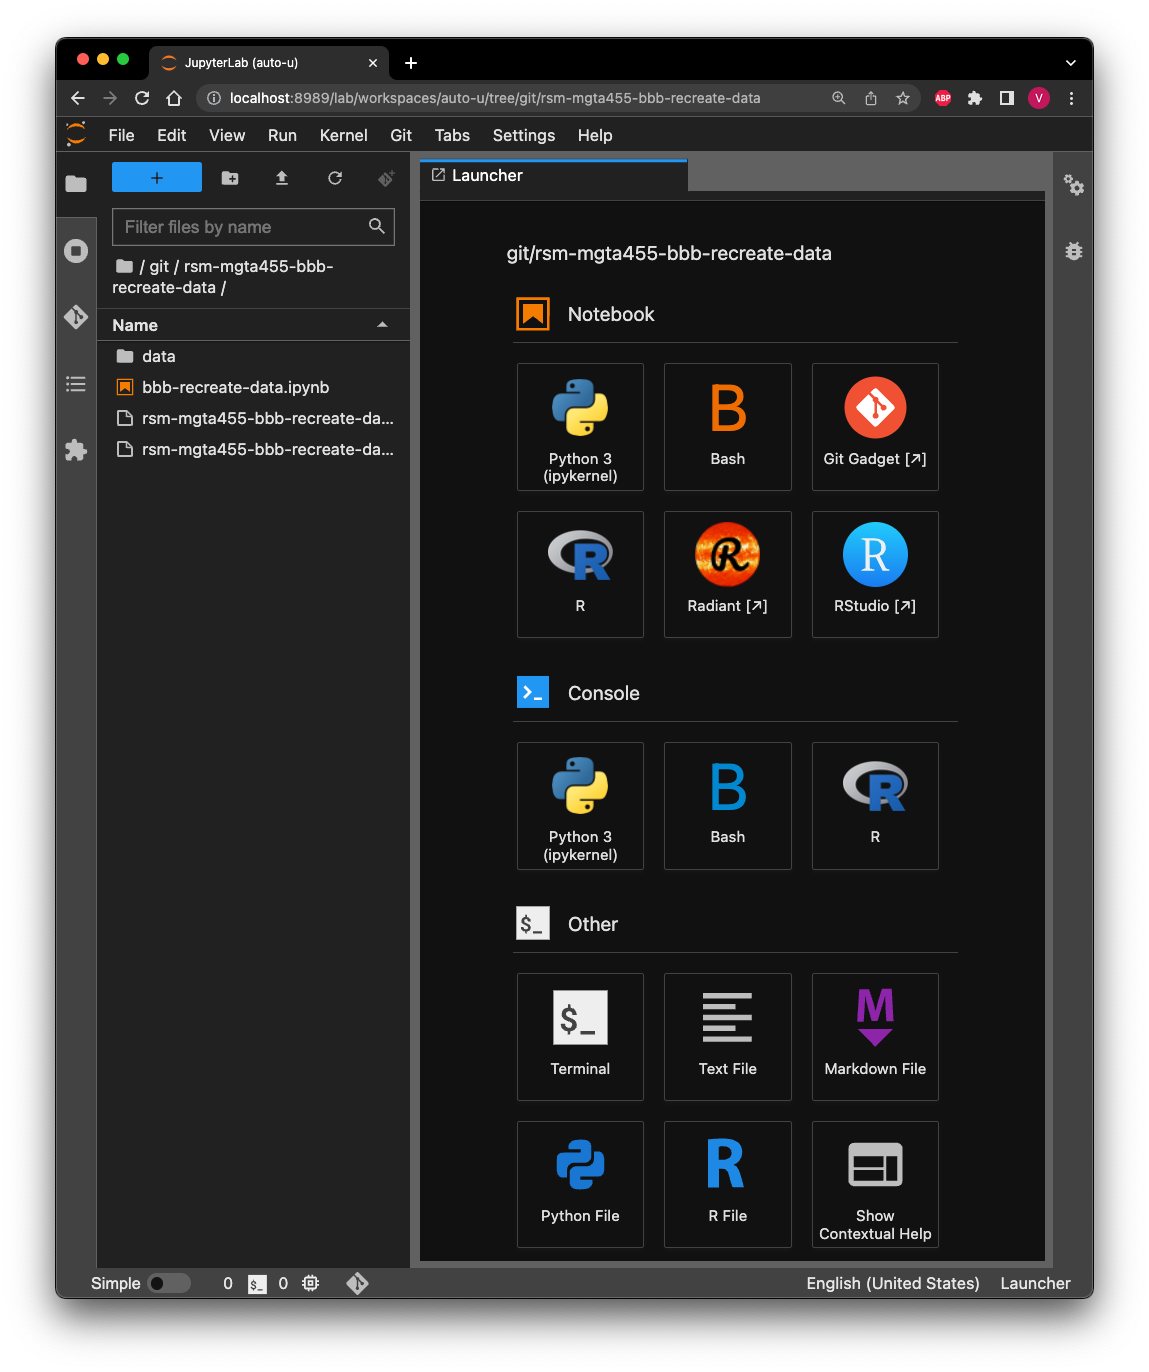 JupyterLab (auto-u)
localhost:8989/lab/workspaces/auto-u/tree/git/rsm-mgta455-bbb-recreate-data
ABP
V
File Edit View Run Kernel Git Tabs Settings Help
+
Launcher
Filter files by name
/ git / rsm-mgta455-bbb-
recreate-data /
Name
data
bbb-recreate-data.ipynb
rsm-mgta455-bbb-recreate-da...
rsm-mgta455-bbb-recreate-da...
git/rsm-mgta455-bbb-recreate-data
Notebook
Python 3
(ipykernel)
B
Bash
Git Gadget [↗]
R
R
R
Radiant [↗]
R
RStudio [↗]
>_
Console
Python 3
(ipykernel)
B
Bash
R
R
$_
Other
$_
Terminal
Text File
M
Markdown File
Python File
R
R File
Show
Contextual Help
Simple 0 $_ 0
English (United States) Launcher